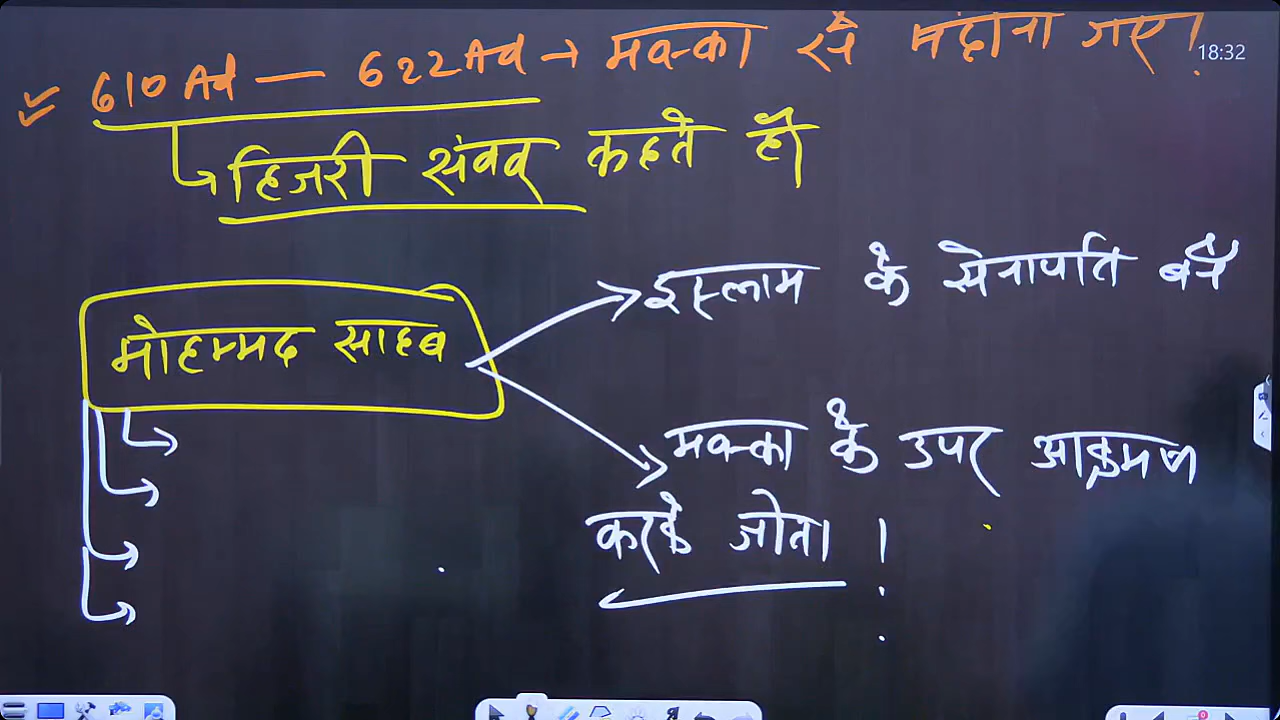 610 Ad — 622 Ad → मक्का से मदीना गए।
18:32
हिजरी संवत् कहते हैं
इस्लाम के सेनापति बने
मोहम्मद साहब
मक्का के उपर आक्रमण
करके जीता।